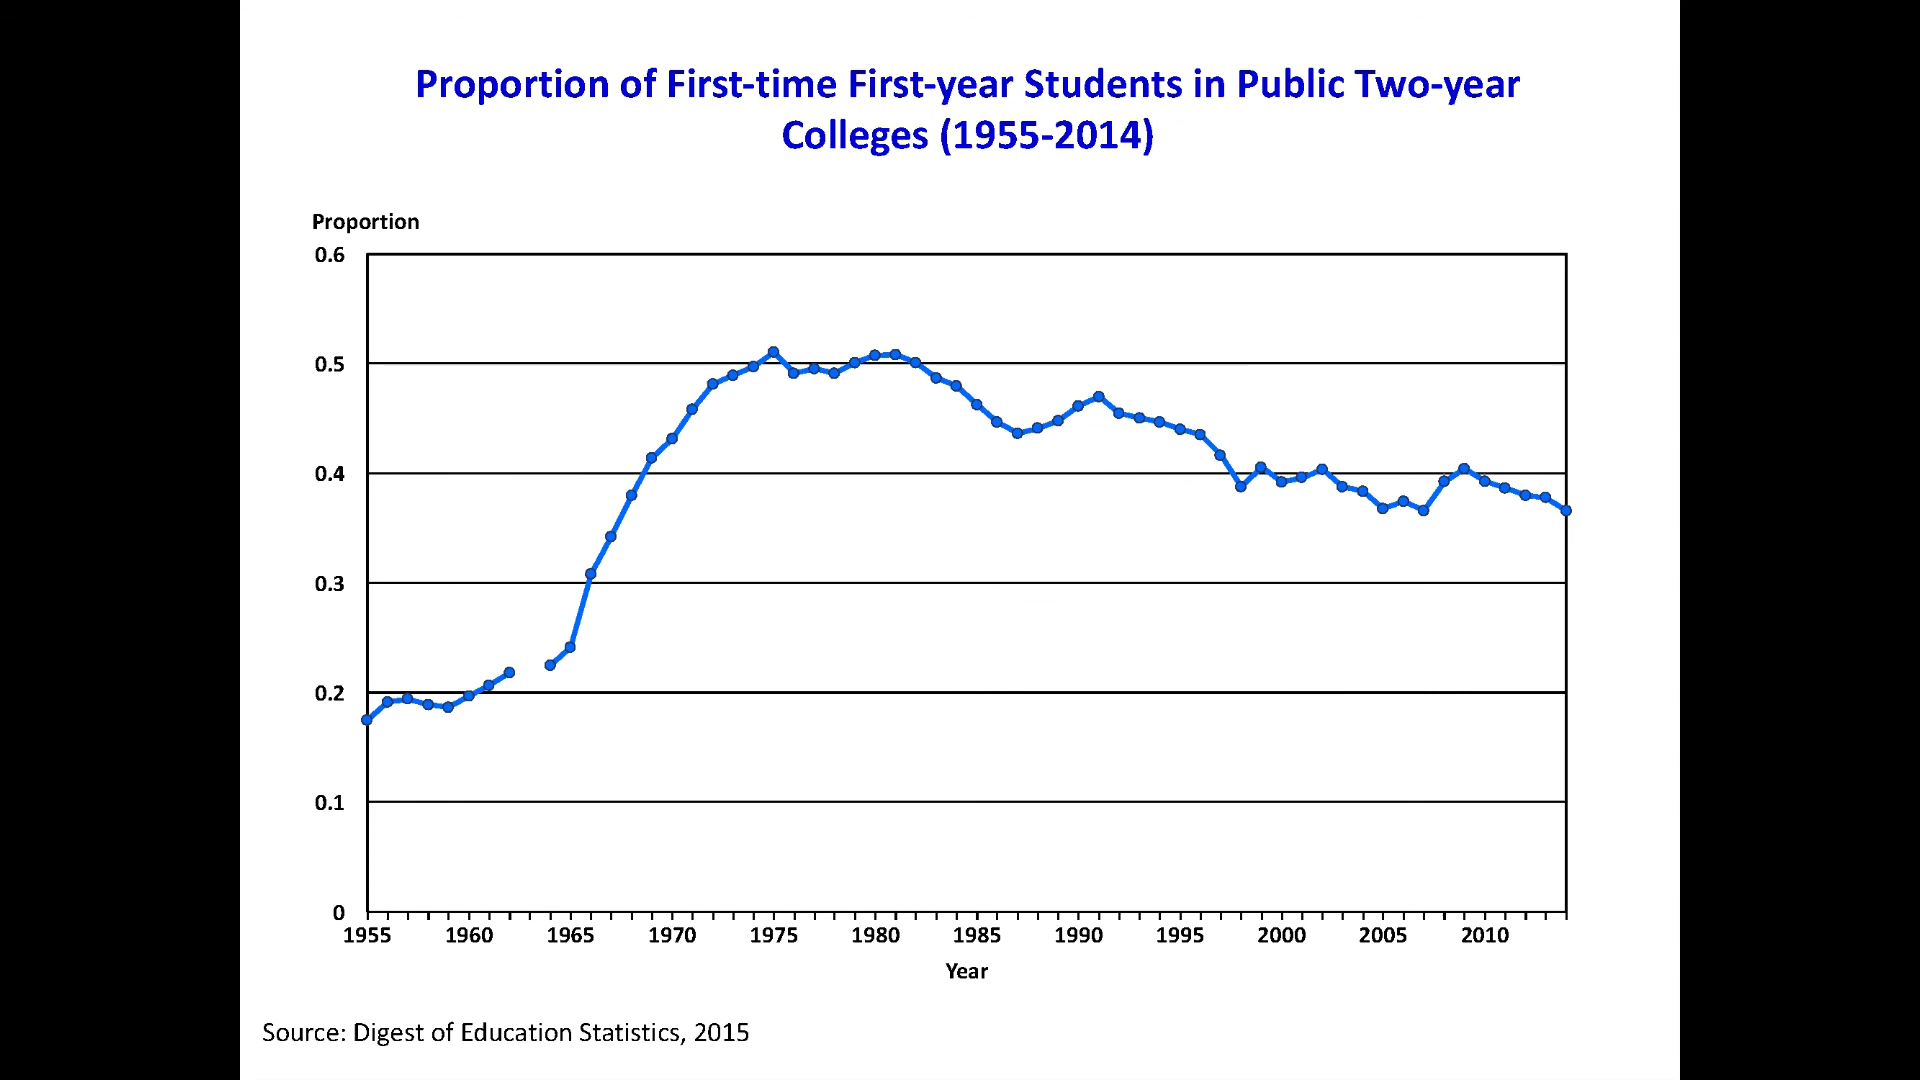 Proportion of First-time First-year Students in Public Two-year
Colleges (1955-2014)
Proportion
0.6
0.5
0.4
0.3
0.2
0.1
0
1955 1960 1965 1970 1975 1980 1985 1990 1995 2000 2005 2010
Year
Source: Digest of Education Statistics, 2015